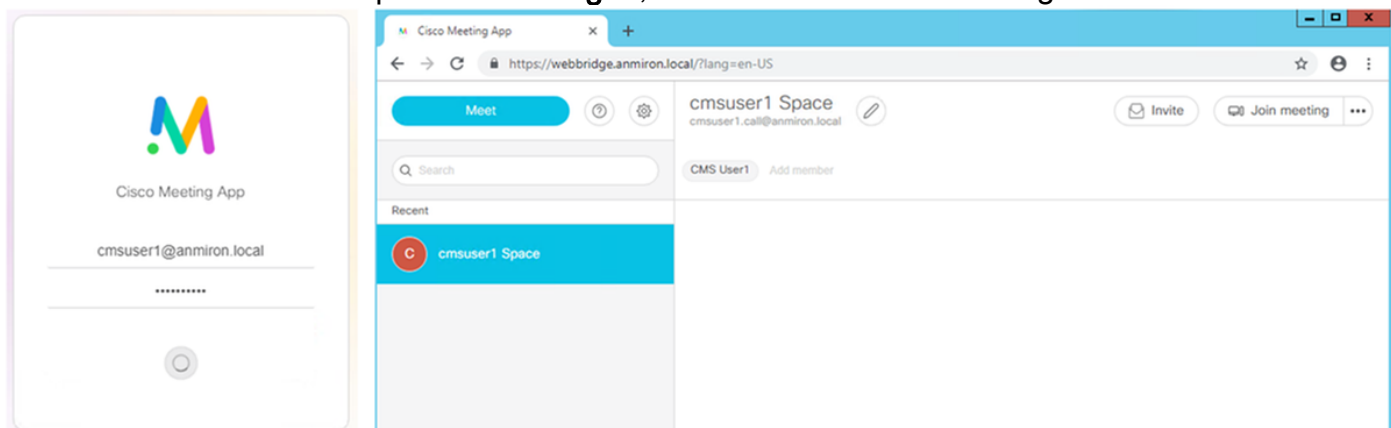 Cisco Meeting App
cmsuser1@anmiron.local
••••••••••
Cisco Meeting App
https://webbridge.anmiron.local/?lang=en-US
Meet
cmsuser1 Space
cmsuser1.call@anmiron.local
Invite
Join meeting
Search
CMS User1 Add member
Recent
C cmsuser1 Space